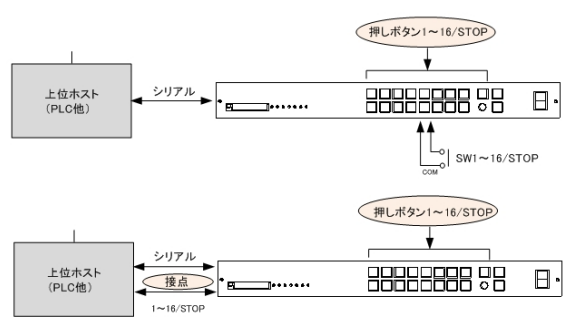 押しボタン1～16/STOP
上位ホスト
(PLC他)
シリアル
SW1～16/STOP
COM
押しボタン1～16/STOP
上位ホスト
(PLC他)
シリアル
接点
1～16/STOP